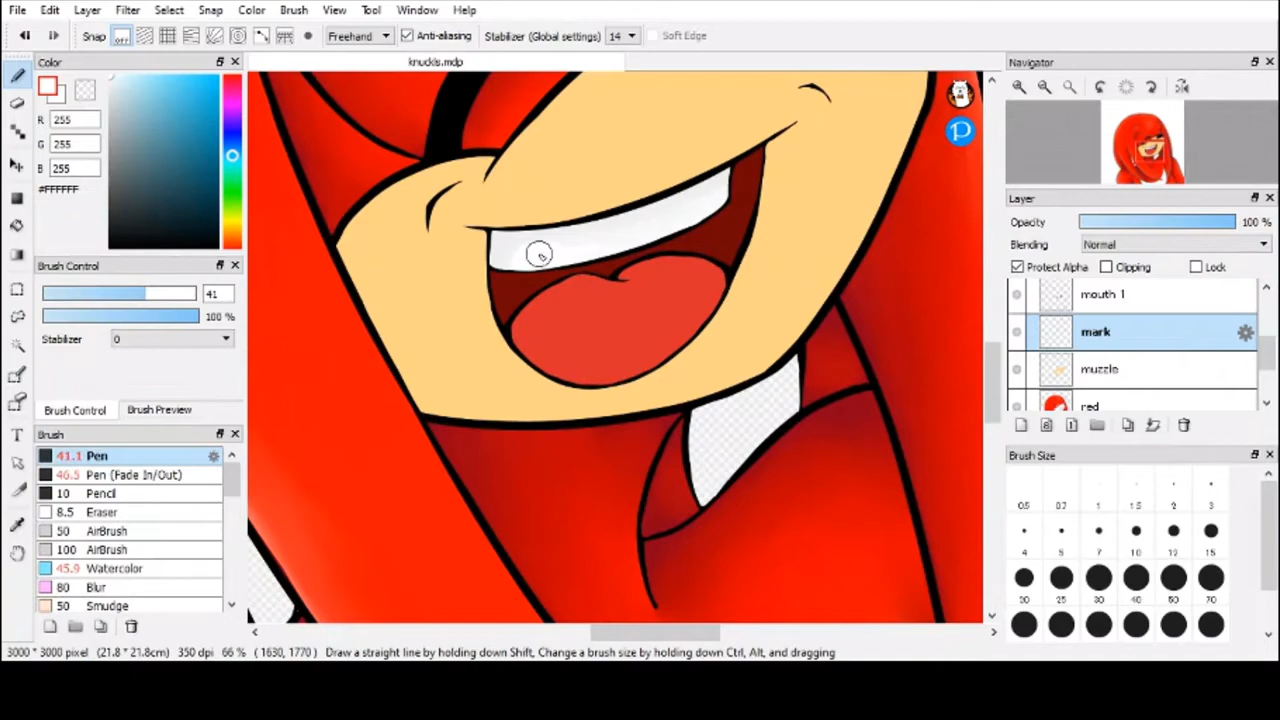 File Edit Layer Filter Select Snap Color Brush View Tool Window Help
Snap OFF Freehand Anti-aliasing Stabilizer (Global settings) 14 Soft Edge
Color knuckls.mdp Navigator
R 255
G 255
B 255
#FFFFFF
P
Layer
Opacity 100 %
Blending Normal
Protect Alpha Clipping Lock
Brush Control
41
100 %
Stabilizer 0
mouth 1
mark
muzzle
red
Brush Control Brush Preview
Brush
41.1 Pen
46.5 Pen (Fade In/Out)
10 Pencil
8.5 Eraser
50 AirBrush
100 AirBrush
45.9 Watercolor
80 Blur
50 Smudge
8 1
T
Brush Size
0.5 0.7 1 1.5 2 3
4 5 7 10 12 15
20 25 30 40 50 70
3000 * 3000 pixel (21.8 * 21.8cm) 350 dpi 66 % ( 1630, 1770 ) Draw a straight line by holding down Shift, Change a brush size by holding down Ctrl, Alt, and dragging